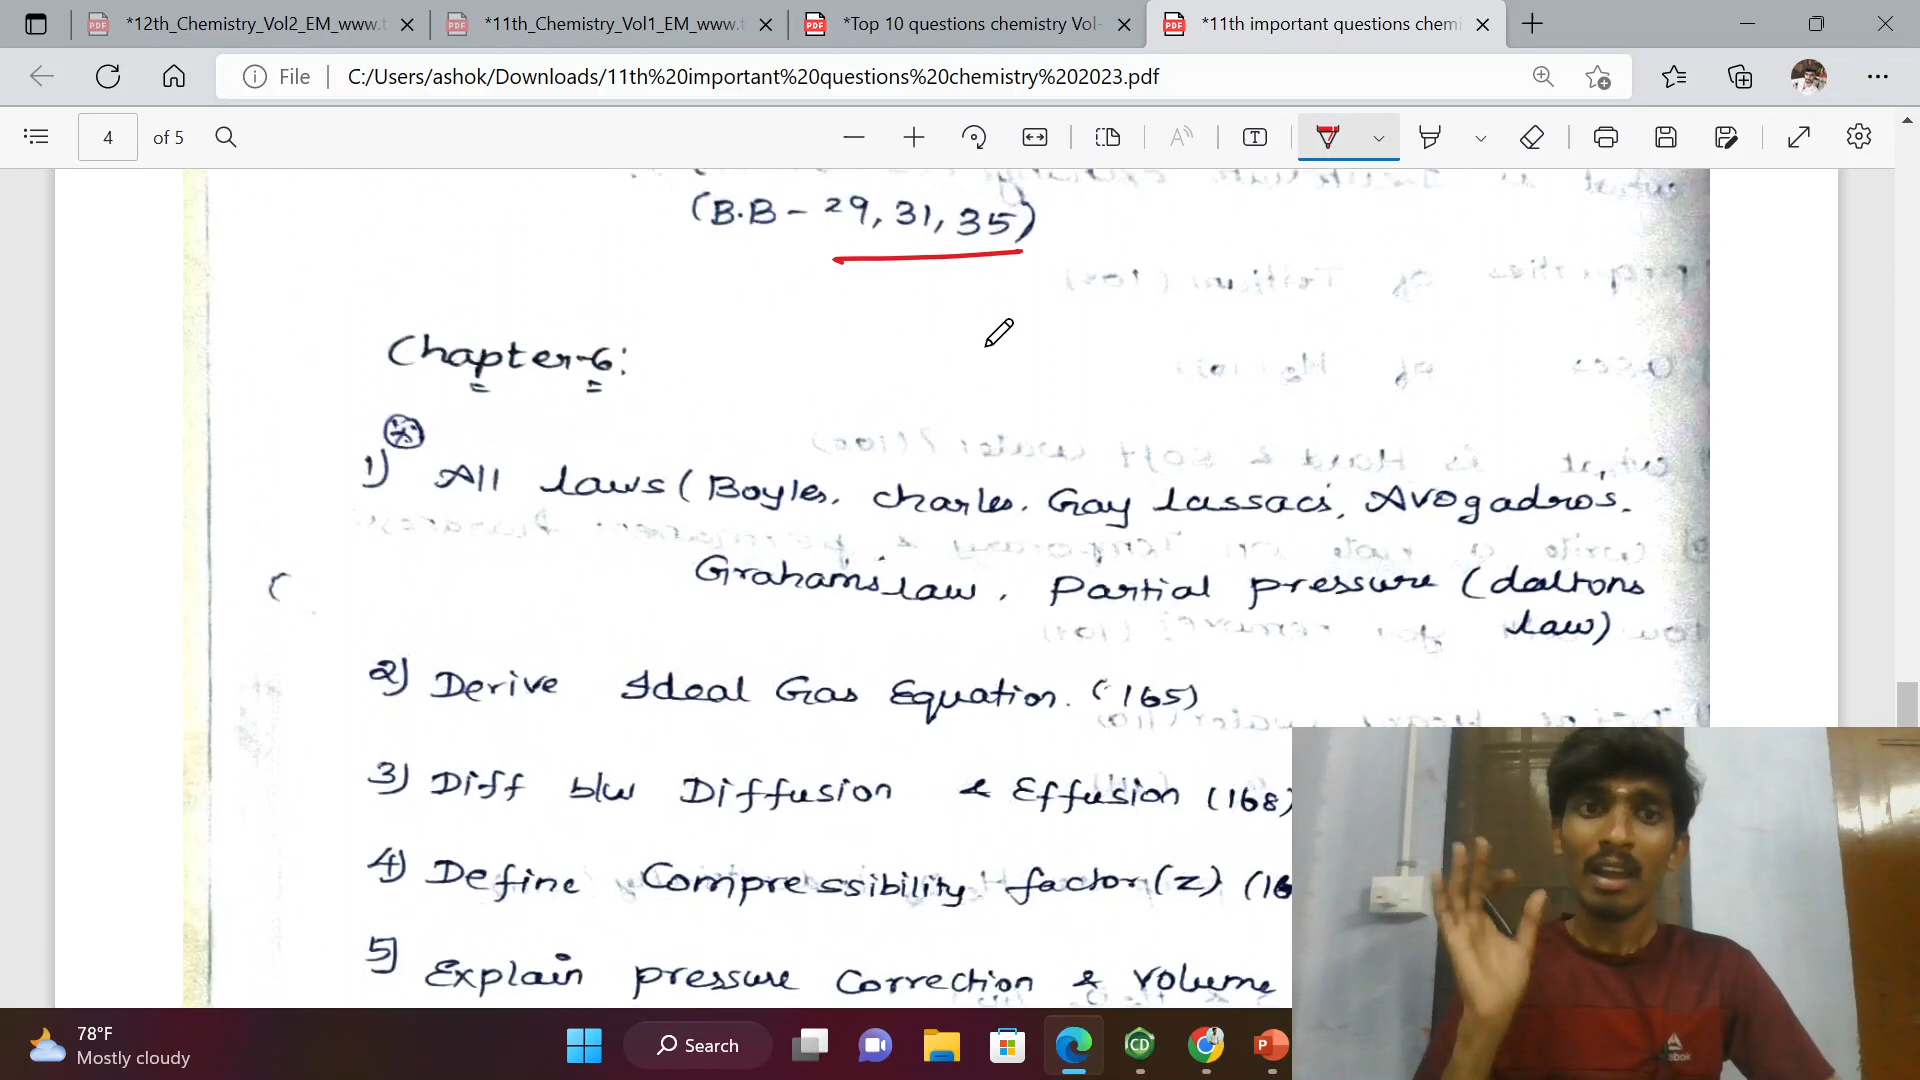 *12th_Chemistry_Vol2_EM_www.t
*11th_Chemistry_Vol1_EM_www.t
*Top 10 questions chemistry Vol-
*11th important questions chemi
File
C:/Users/ashok/Downloads/11th%20important%20questions%20chemistry%202023.pdf
4 of 5
(B.B - 29, 31, 35)
Chapter-6:
1) All laws (Boyles, charles, Gay Lassacs, Avogadros.
Grahams law, Partial pressure (daltons
law)
2) Derive Ideal Gas Equation. (165)
3) Diff b/w Diffusion & Effusion (168)
4) Define Compressibility factor(z) (16
5) Explain pressure Correction & volume
78°F
Mostly cloudy
Search